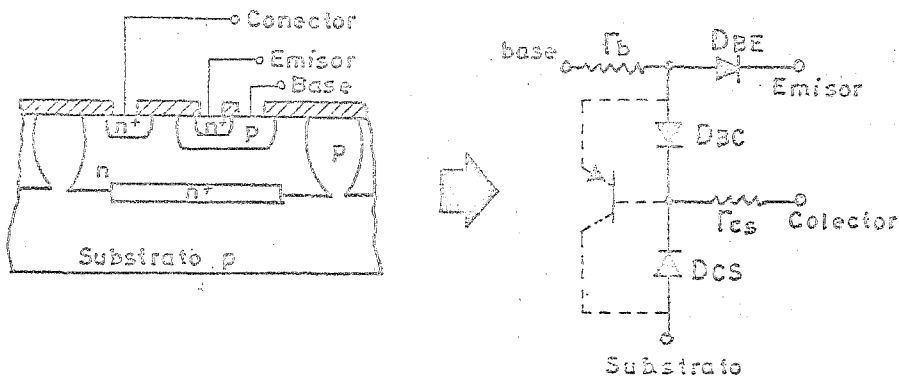 Conector
Emisor
Base
n+
n+
p
n
p
n+
Substrato p
base
rb
DBE
Emisor
DBC
rcs
Colector
DCS
Substrato